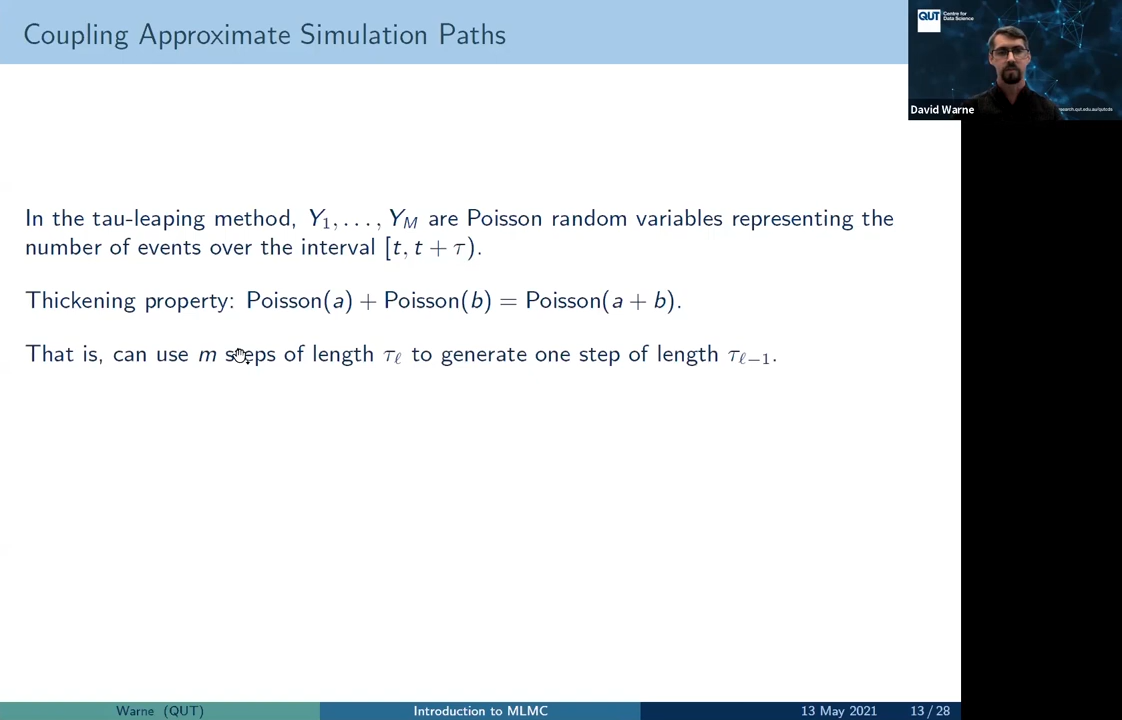 Coupling Approximate Simulation Paths
QUT Centre for
Data Science
David Warne
In the tau-leaping method, Y₁, . . . , Y_M are Poisson random variables representing the
number of events over the interval [t, t + τ).
Thickening property: Poisson(a) + Poisson(b) = Poisson(a + b).
That is, can use m steps of length τ_ℓ to generate one step of length τ_{ℓ−1}.
Warne (QUT) Introduction to MLMC 13 May 2021 13 / 28